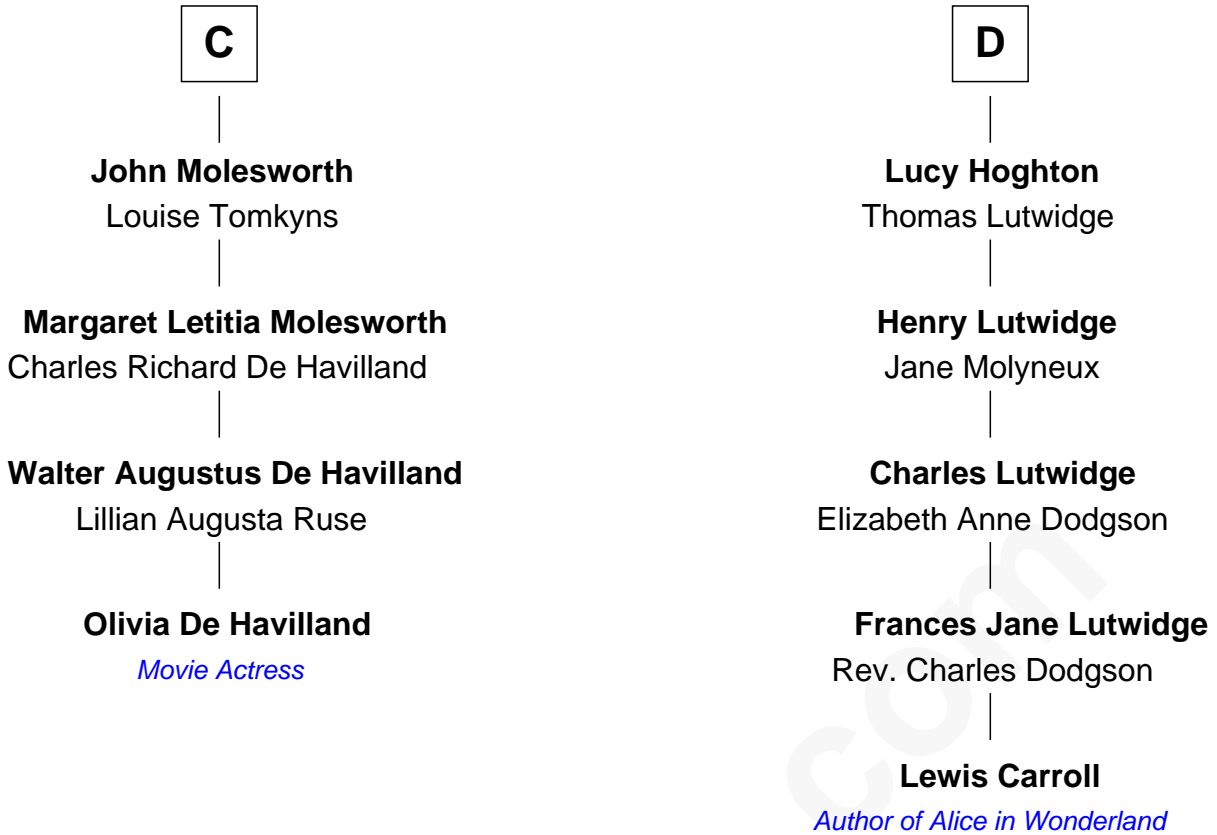 C
John Molesworth
Louise Tomkyns
Margaret Letitia Molesworth
Charles Richard De Havilland
Walter Augustus De Havilland
Lillian Augusta Ruse
Olivia De Havilland
Movie Actress
D
Lucy Hoghton
Thomas Lutwidge
Henry Lutwidge
Jane Molyneux
Charles Lutwidge
Elizabeth Anne Dodgson
Frances Jane Lutwidge
Rev. Charles Dodgson
Lewis Carroll
Author of Alice in Wonderland
com